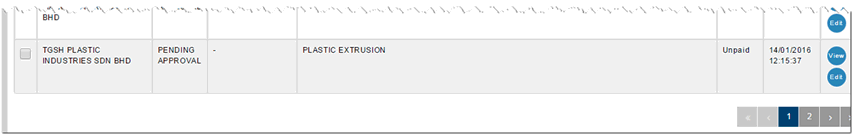 BHD
Edit
TGSH PLASTIC PENDING - PLASTIC EXTRUSION Unpaid 14/01/2016 View
INDUSTRIES SDN BHD APPROVAL 12:15:37
Edit
« ‹ 1 2 ›